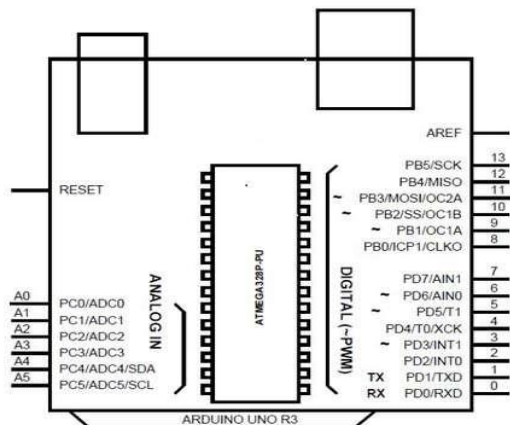 AREF
13
PB5/SCK
12
PB4/MISO
11
~ PB3/MOSI/OC2A
10
~ PB2/SS/OC1B
9
~ PB1/OC1A
8
PB0/ICP1/CLKO
RESET
ATMEGA328P-PU
DIGITAL (~PWM)
ANALOG IN
7
PD7/AIN1
6
~ PD6/AIN0
5
~ PD5/T1
4
PD4/T0/XCK
3
~ PD3/INT1
2
PD2/INT0
1
TX PD1/TXD
0
RX PD0/RXD
A0
PC0/ADC0
A1
PC1/ADC1
A2
PC2/ADC2
A3
PC3/ADC3
A4
PC4/ADC4/SDA
A5
PC5/ADC5/SCL
ARDUINO UNO R3